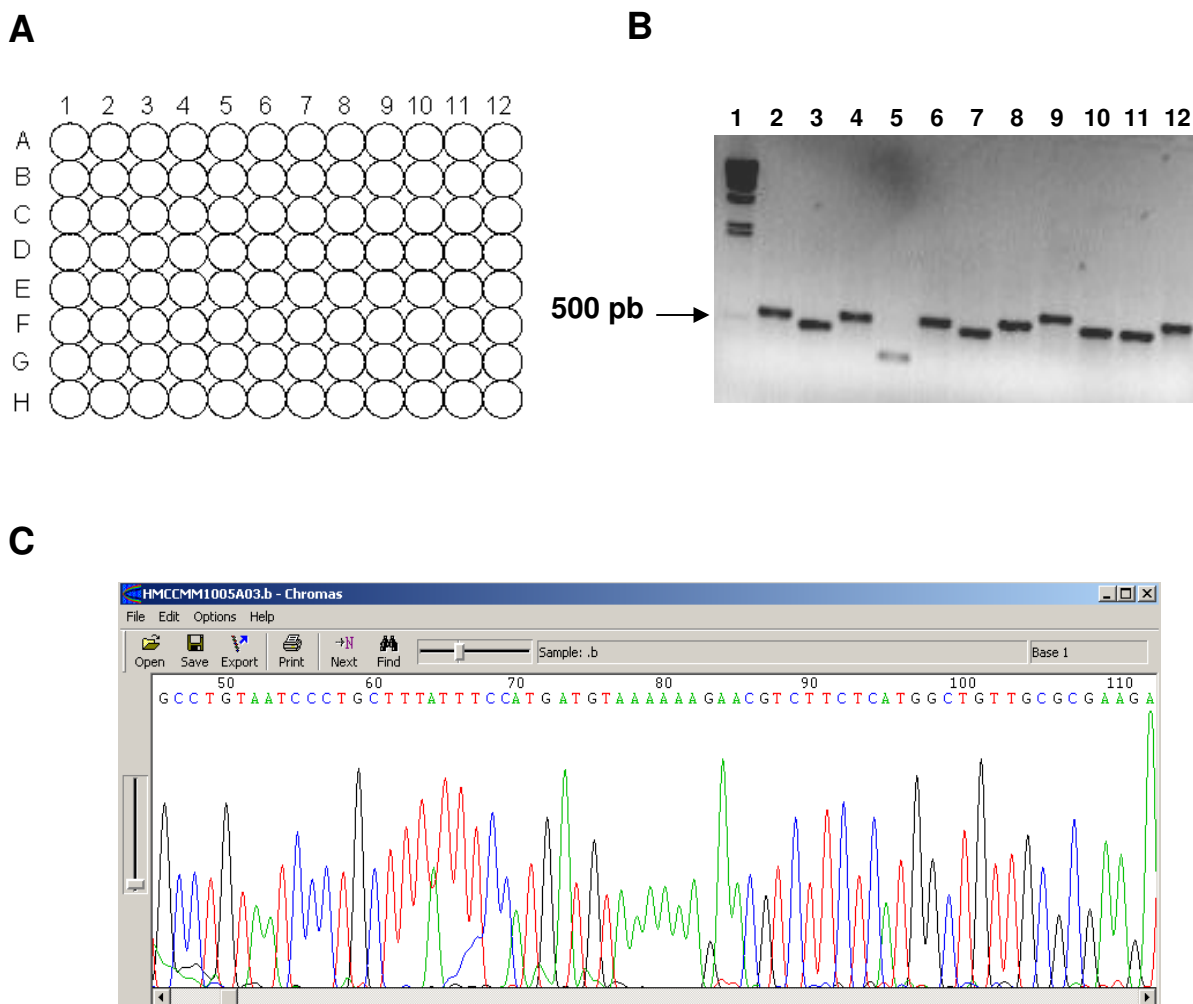 A
1 2 3 4 5 6 7 8 9 10 11 12
A
B
C
D
E
F
G
H
B
1 2 3 4 5 6 7 8 9 10 11 12
500 pb
C
HMCCMM1005A03.b - Chromas
File Edit Options Help
Open Save Export Print Next Find
→N
Sample: .b
Base 1
50 60 70 80 90 100 110
G C C T G T A A T C C C T G C T T T A T T T C C A T G A T G T A A A A A A G A A C G T C T T C T C A T G G C T G T T G C G C G A A G A